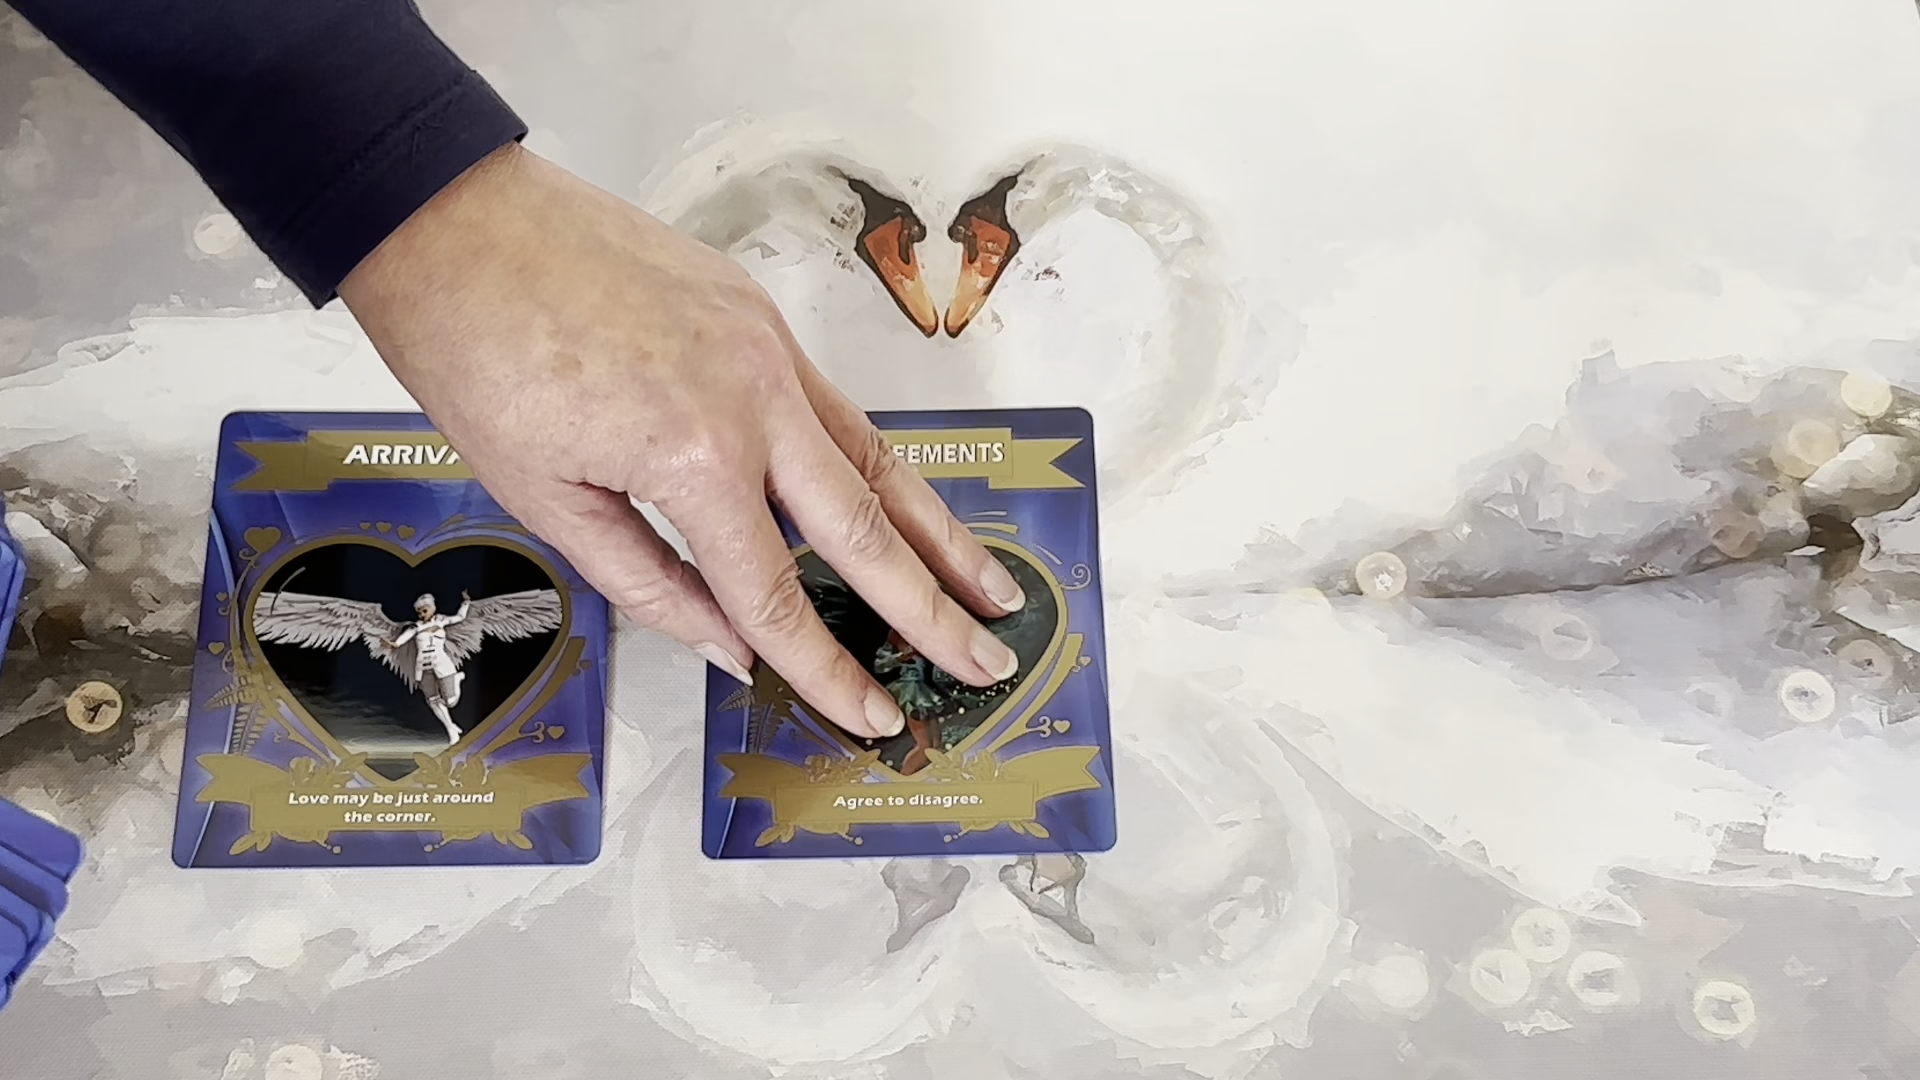 ARRIVA
EEMENTS
Love may be just around
the corner.
Agree to disagree.